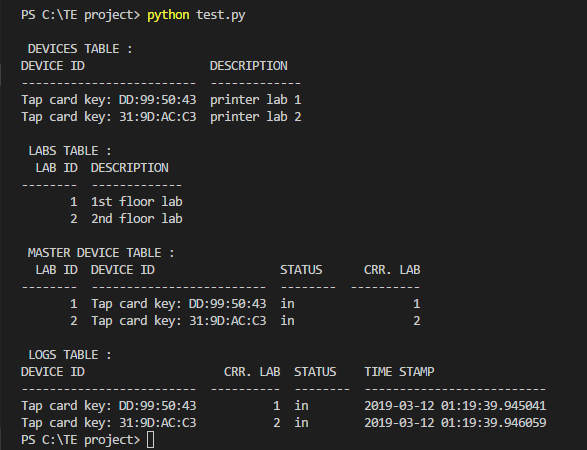 PS C:\TE project> python test.py
DEVICES TABLE :
DEVICE ID                  DESCRIPTION
-------------------------  -------------
Tap card key: DD:99:50:43  printer lab 1
Tap card key: 31:9D:AC:C3  printer lab 2
LABS TABLE :
  LAB ID  DESCRIPTION
--------  -------------
       1  1st floor lab
       2  2nd floor lab
MASTER DEVICE TABLE :
  LAB ID  DEVICE ID                  STATUS      CRR. LAB
--------  -------------------------  --------  ----------
       1  Tap card key: DD:99:50:43  in                 1
       2  Tap card key: 31:9D:AC:C3  in                 2
LOGS TABLE :
DEVICE ID                    CRR. LAB  STATUS    TIME STAMP
-------------------------  ----------  --------  --------------------------
Tap card key: DD:99:50:43           1  in        2019-03-12 01:19:39.945041
Tap card key: 31:9D:AC:C3           2  in        2019-03-12 01:19:39.946059
PS C:\TE project>